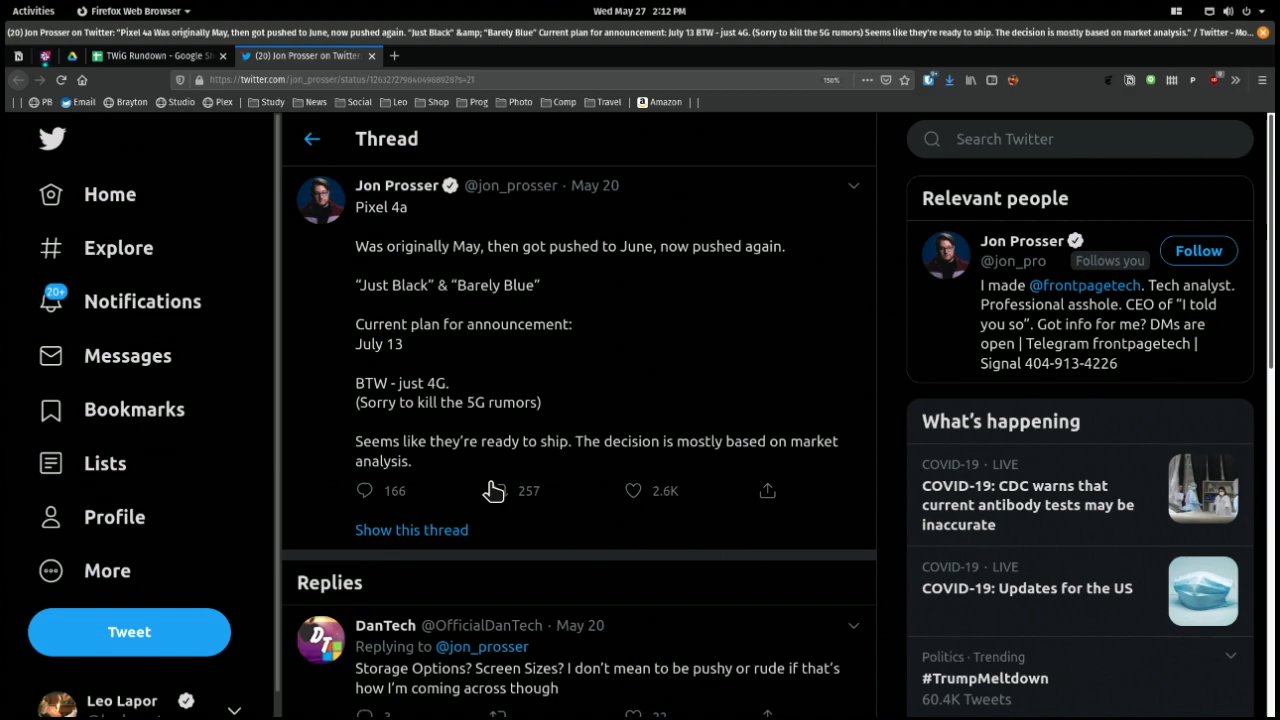 Activities
Firefox Web Browser
Wed May 27 2:12 PM
(20) Jon Prosser on Twitter: "Pixel 4a Was originally May, then got pushed to June, now pushed again. “Just Black” &amp; “Barely Blue” Current plan for announcement: July 13 BTW - just 4G. (Sorry to kill the 5G rumors) Seems like they're ready to ship. The decision is mostly based on market analysis." / Twitter - Mo...
TWiG Rundown - Google Sh
(20) Jon Prosser on Twitter
150%
PB
Email
Brayton
Studio
Plex
Study
News
Social
Leo
Shop
Prog
Photo
Comp
Travel
Amazon
Home
Explore
20+
Notifications
Messages
Bookmarks
Lists
Profile
More
Tweet
Leo Lapor
Thread
Jon Prosser @jon_prosser · May 20
Pixel 4a
Was originally May, then got pushed to June, now pushed again.
“Just Black” & “Barely Blue”
Current plan for announcement:
July 13
BTW - just 4G.
(Sorry to kill the 5G rumors)
Seems like they’re ready to ship. The decision is mostly based on market
analysis.
166
257
2.6K
Show this thread
Replies
DanTech @OfficialDanTech · May 20
Replying to @jon_prosser
Storage Options? Screen Sizes? I don’t mean to be pushy or rude if that’s
how I’m coming across though
Search Twitter
Relevant people
Jon Prosser
@jon_pro
Follows you
Follow
I made @frontpagetech. Tech analyst.
Professional asshole. CEO of “I told
you so”. Got info for me? DMs are
open | Telegram frontpagetech |
Signal 404-913-4226
What’s happening
COVID-19 · LIVE
COVID-19: CDC warns that
current antibody tests may be
inaccurate
COVID-19 · LIVE
COVID-19: Updates for the US
Politics · Trending
#TrumpMeltdown
60.4K Tweets